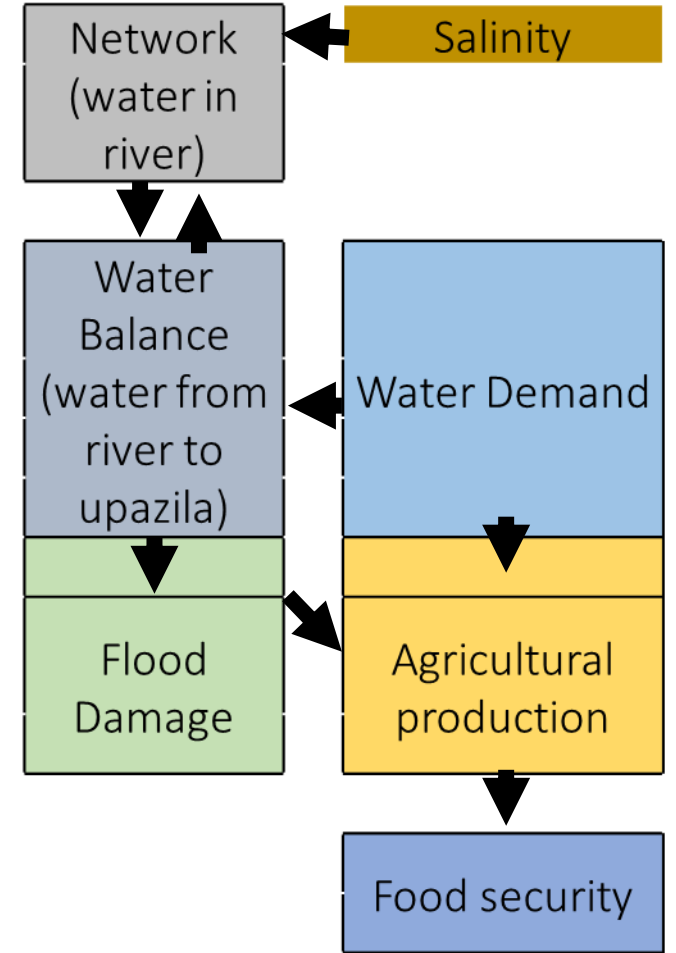 Network
(water in
river)
Salinity
Water
Balance
(water from
river to
upazila)
Water Demand
Flood
Damage
Agricultural
production
Food security